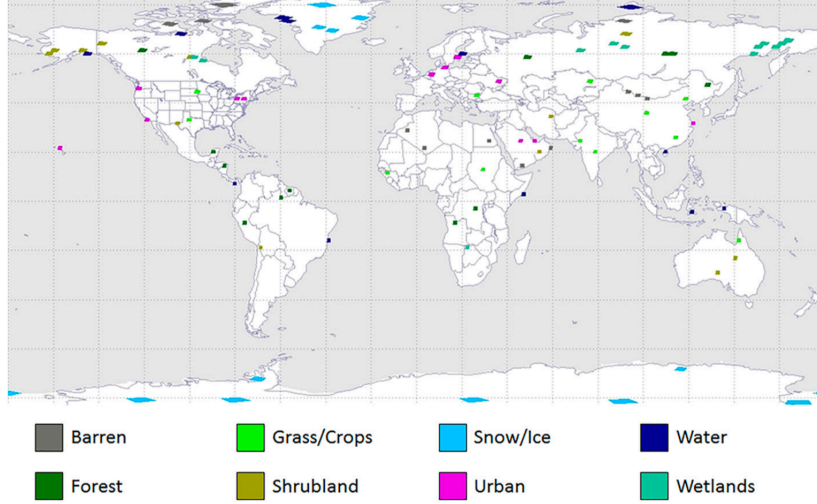 Barren
Grass/Crops
Snow/Ice
Water
Forest
Shrubland
Urban
Wetlands